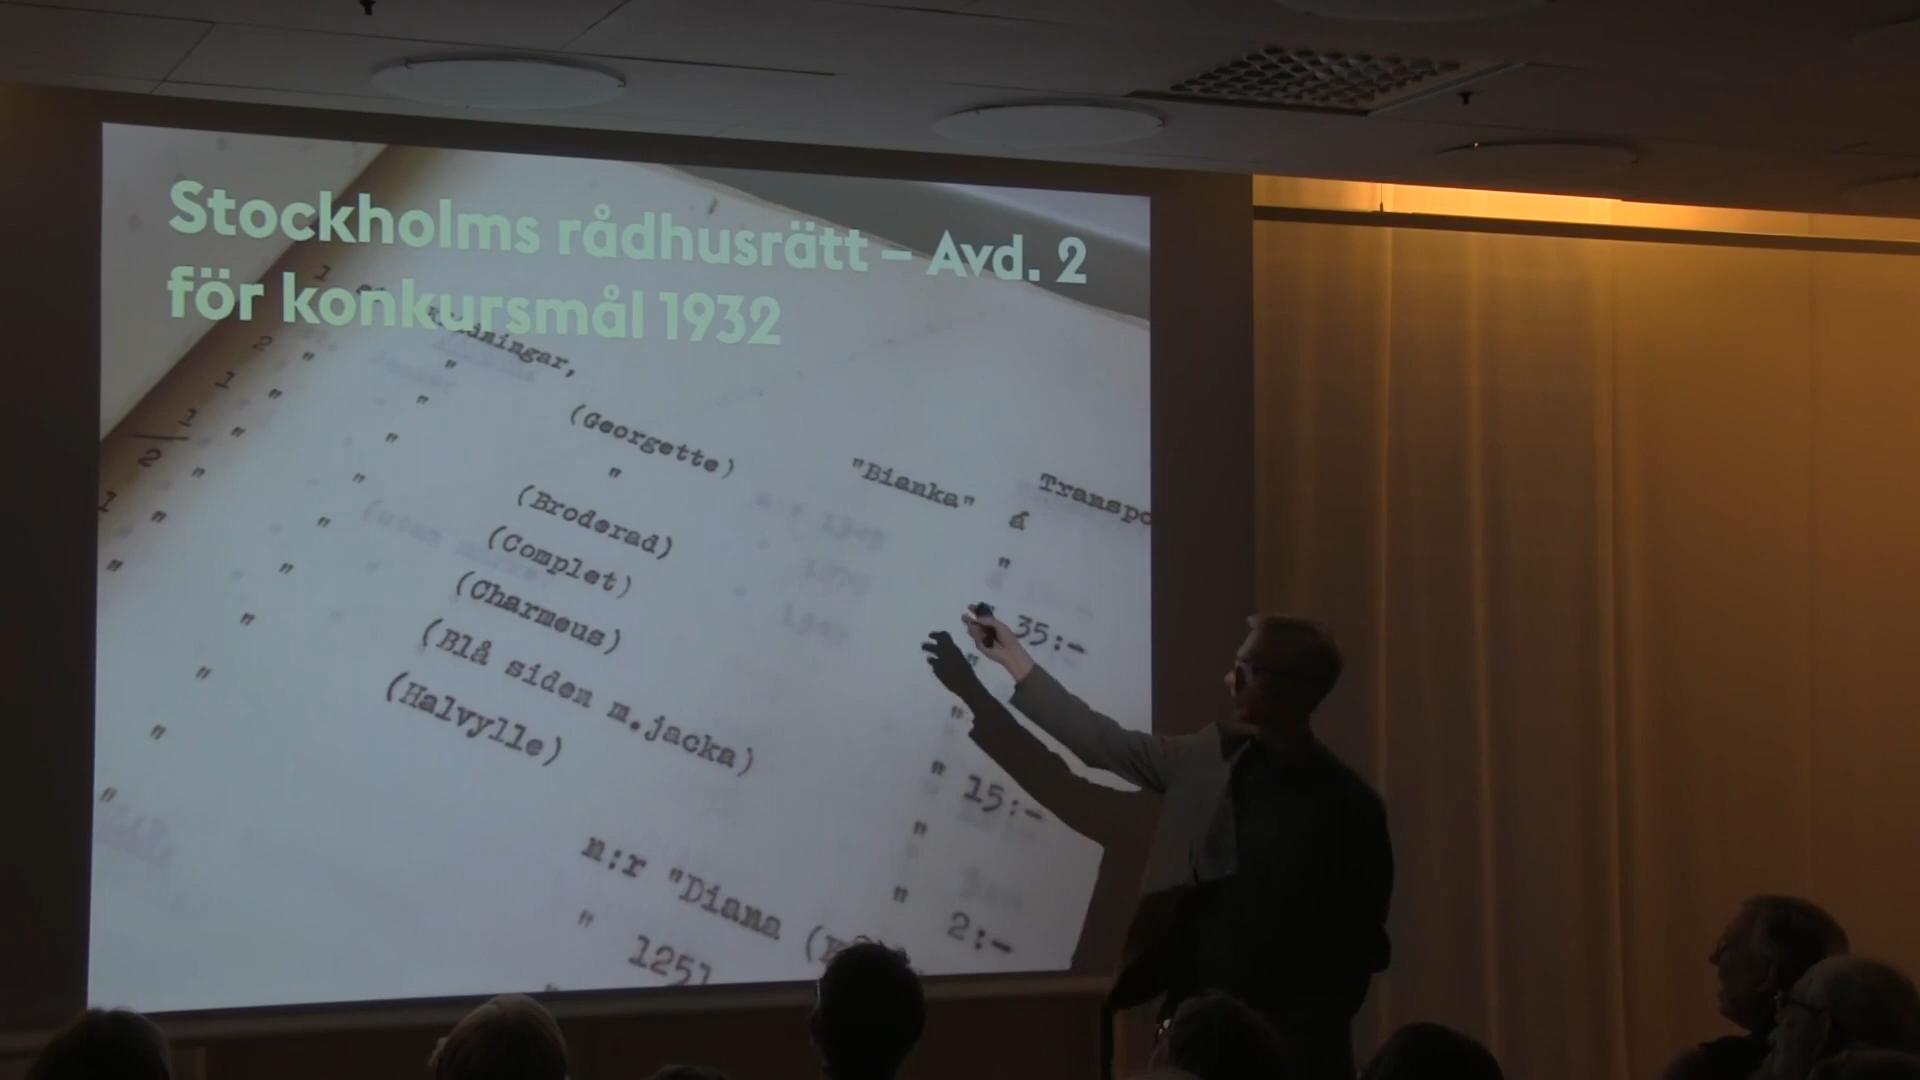 Stockholms rådhusrätt – Avd. 2
för konkursmål 1932
(Georgette) "Bianka" á
"
(Broderad) " 35:-
(Complet)
(Charmeus) "
(Blå siden m.jacka) " 15:-
(Halvylle) "
" 2:-
n:r "Diana
" 1251